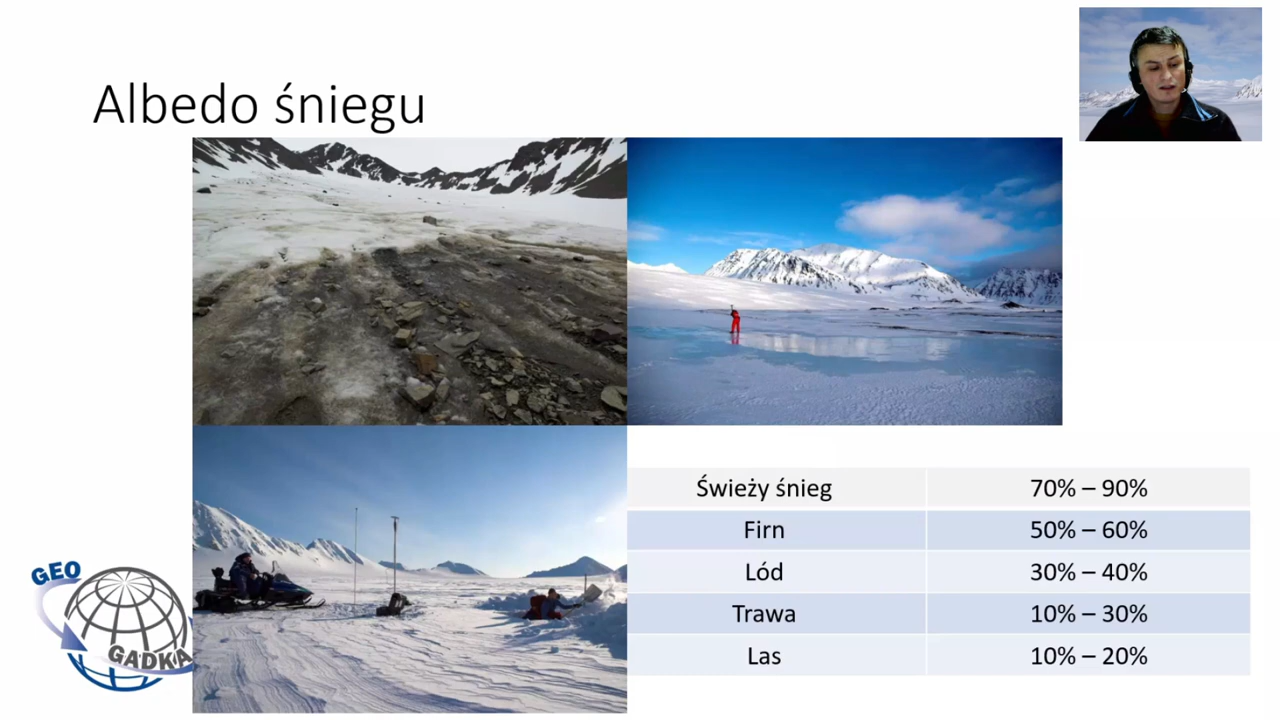 Albedo śniegu
Świeży śnieg 70% – 90%
Firn 50% – 60%
Lód 30% – 40%
Trawa 10% – 30%
Las 10% – 20%
GEO
GADKA